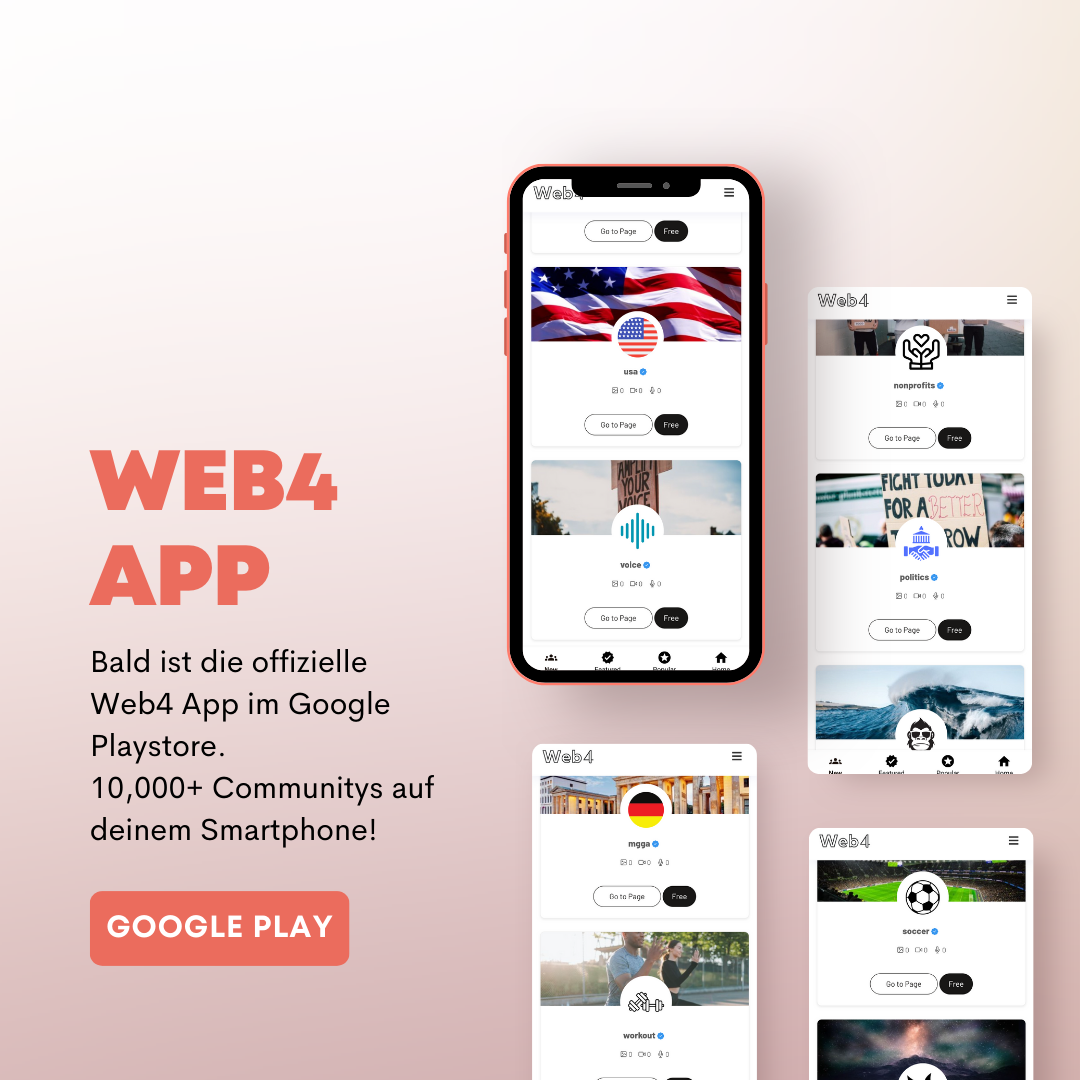 WEB4
APP
Bald ist die offizielle
Web4 App im Google
Playstore.
10,000+ Communitys auf
deinem Smartphone!
GOOGLE PLAY
Web4
Go to Page Free
usa
0 0 0
Go to Page Free
AMPLIFY
YOUR
VOICE
voice
0 0 0
Go to Page Free
New Featured Popular Home
Web4
nonprofits
0 0 0
Go to Page Free
FIGHT TODAY
FOR A BETTER
politics
0 0 0
Go to Page Free
New Featured Popular Home
Web4
mgga
0 0 0
Go to Page Free
workout
0 0 0
Web4
soccer
0 0 0
Go to Page Free